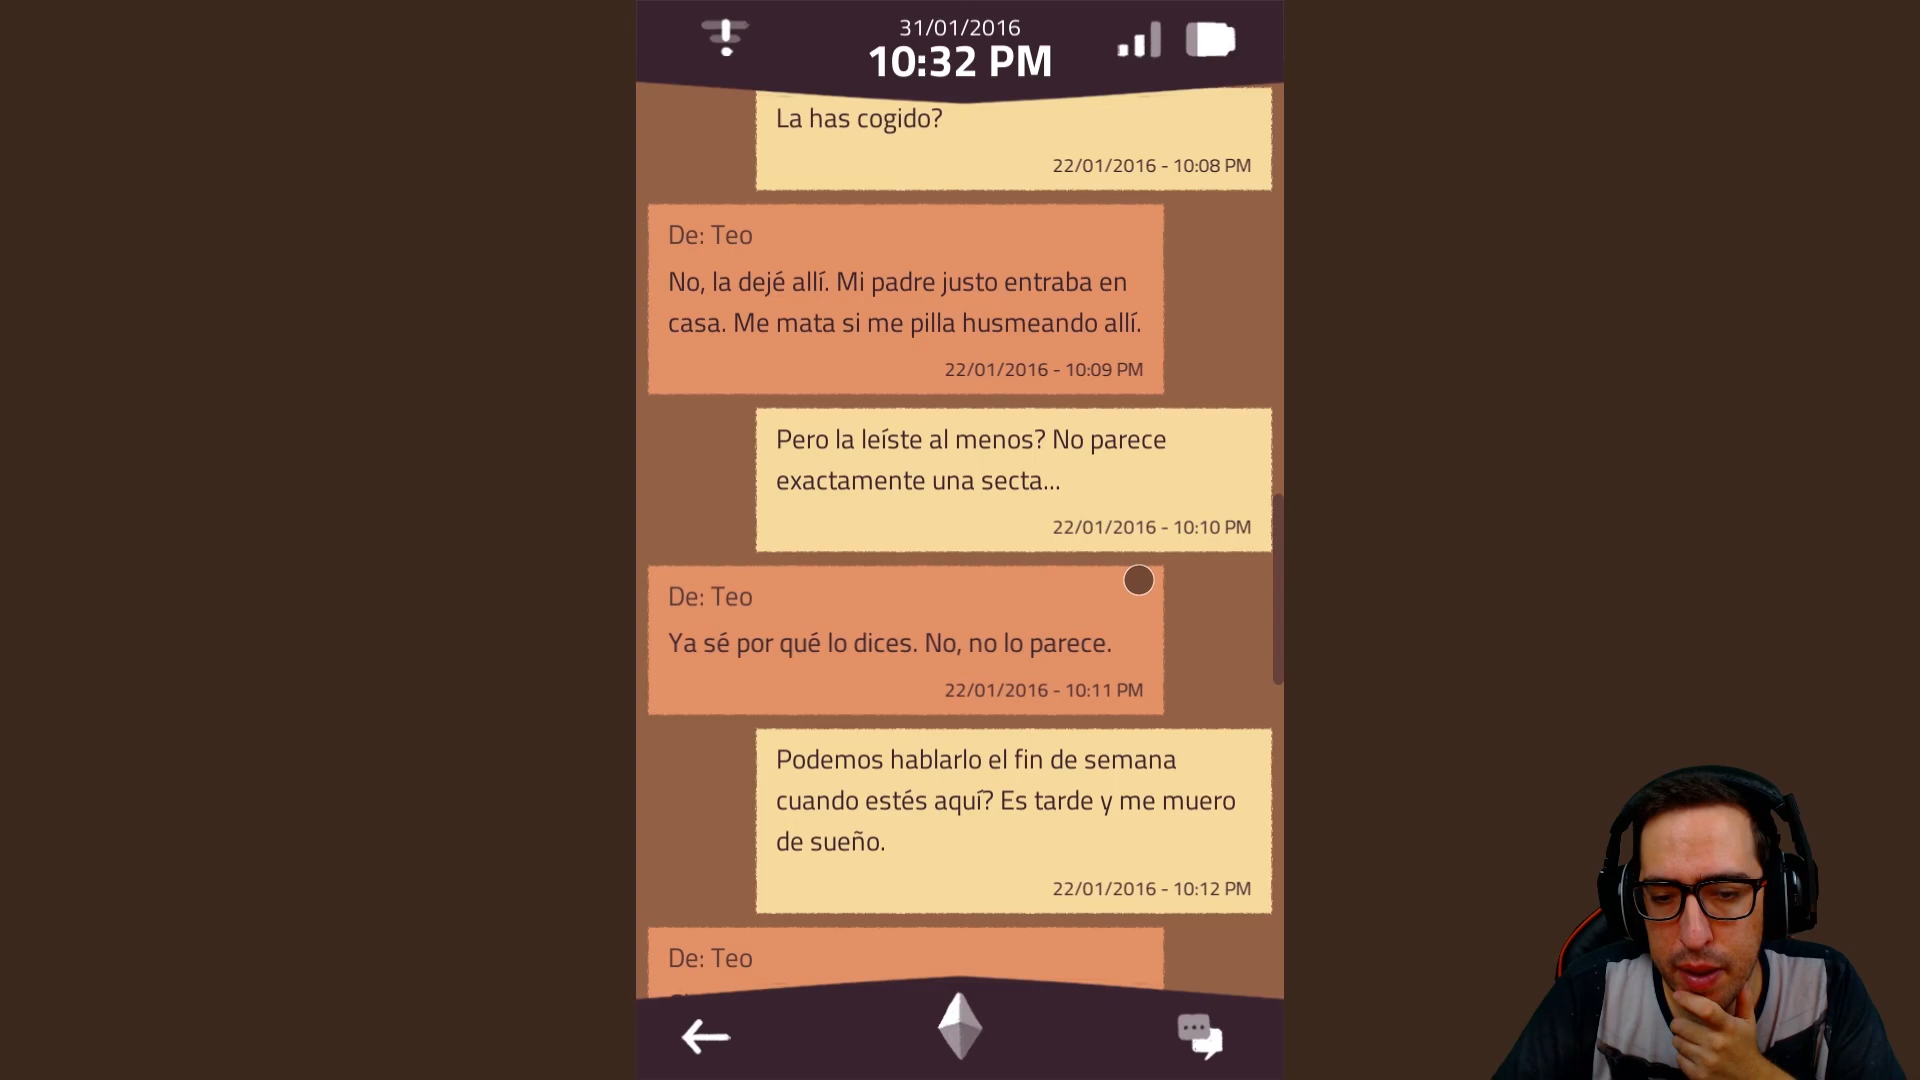 31/01/2016
10:32 PM
La has cogido?
22/01/2016 - 10:08 PM
De: Teo
No, la dejé allí. Mi padre justo entraba en
casa. Me mata si me pilla husmeando allí.
22/01/2016 - 10:09 PM
Pero la leíste al menos? No parece
exactamente una secta...
22/01/2016 - 10:10 PM
De: Teo
Ya sé por qué lo dices. No, no lo parece.
22/01/2016 - 10:11 PM
Podemos hablarlo el fin de semana
cuando estés aquí? Es tarde y me muero
de sueño.
22/01/2016 - 10:12 PM
De: Teo